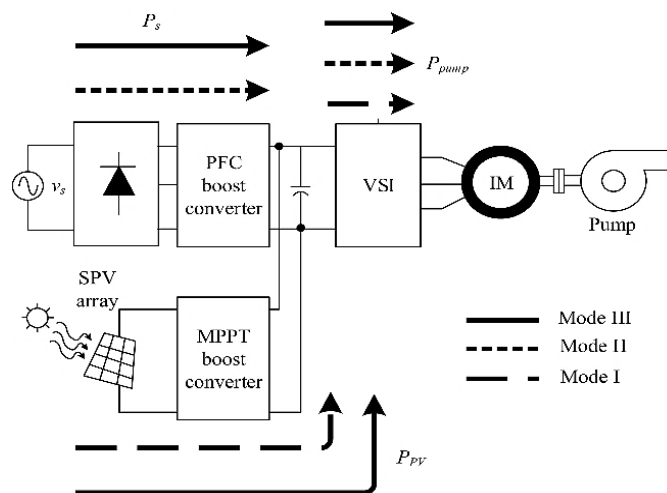 P_s
P_pump
v_s
PFC
boost
converter
VSI
IM
Pump
SPV
array
MPPT
boost
converter
Mode III
Mode II
Mode I
P_PV